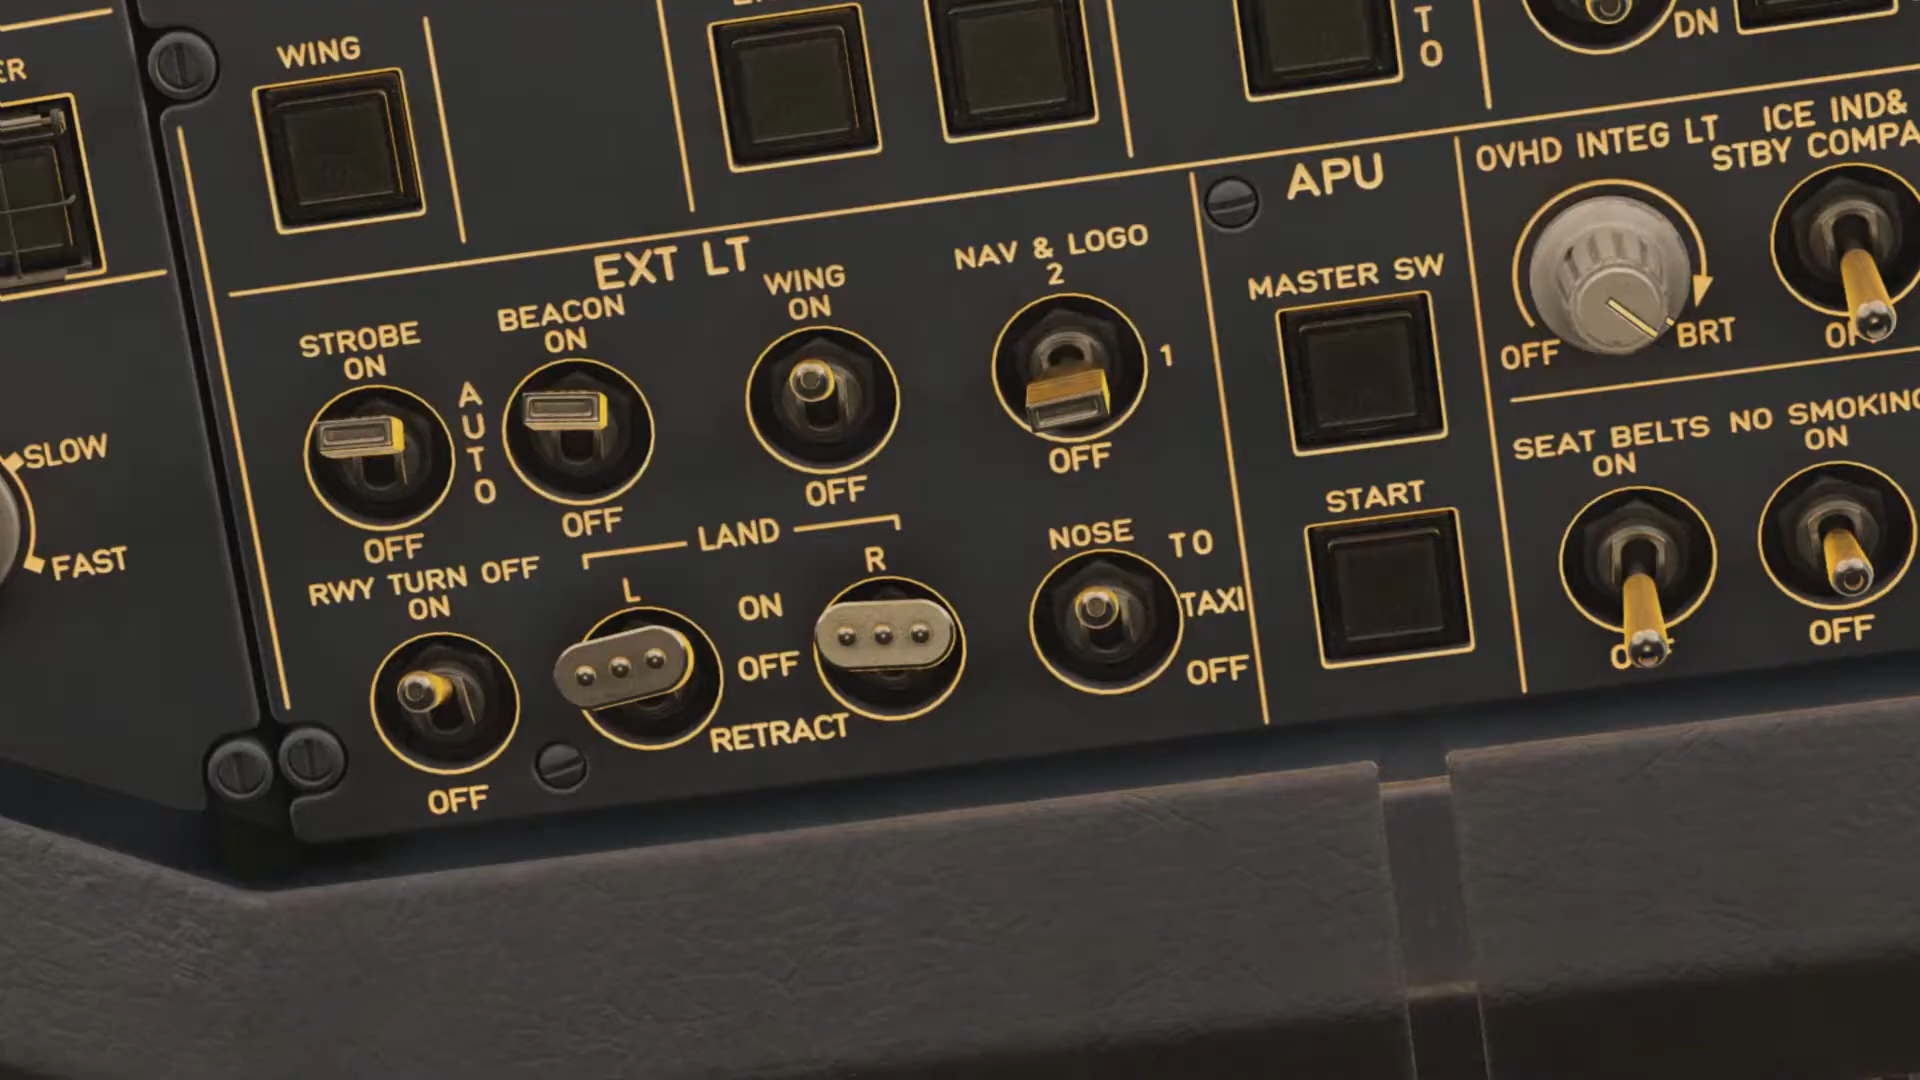 ER
WING
T
O
DN
OVHD INTEG LT
ICE IND&
STBY COMPA
OFF
BRT
APU
EXT LT
STROBE
ON
BEACON
ON
WING
ON
NAV & LOGO
2
1
AUTO
OFF
OFF
OFF
OFF
MASTER SW
START
SEAT BELTS
ON
NO SMOKING
ON
OFF
SLOW
FAST
RWY TURN OFF
ON
OFF
LAND
L
R
ON
OFF
RETRACT
NOSE
TO
TAXI
OFF